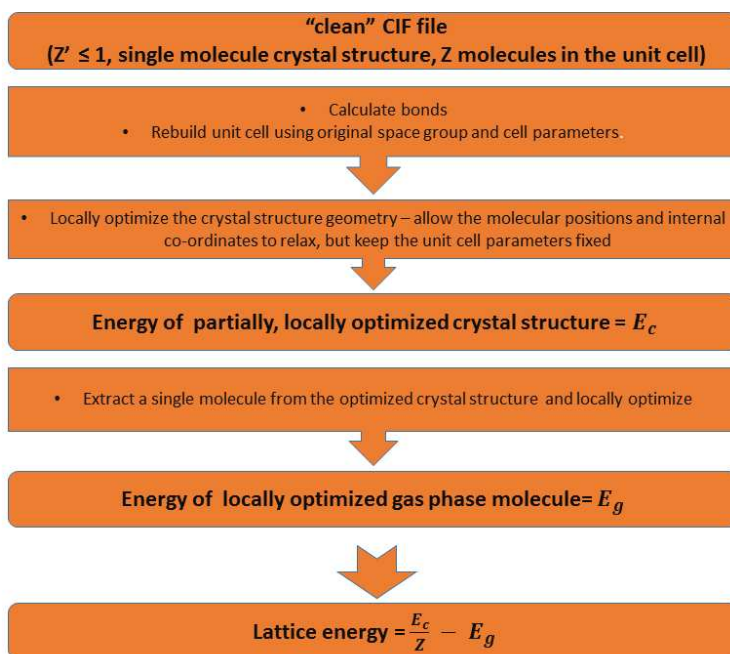 “clean” CIF file
(Z’ ≤ 1, single molecule crystal structure, Z molecules in the unit cell)
• Calculate bonds
• Rebuild unit cell using original space group and cell parameters.
• Locally optimize the crystal structure geometry – allow the molecular positions and internal
co-ordinates to relax, but keep the unit cell parameters fixed
Energy of partially, locally optimized crystal structure = E_c
• Extract a single molecule from the optimized crystal structure and locally optimize
Energy of locally optimized gas phase molecule= E_g
Lattice energy = E_c/Z − E_g